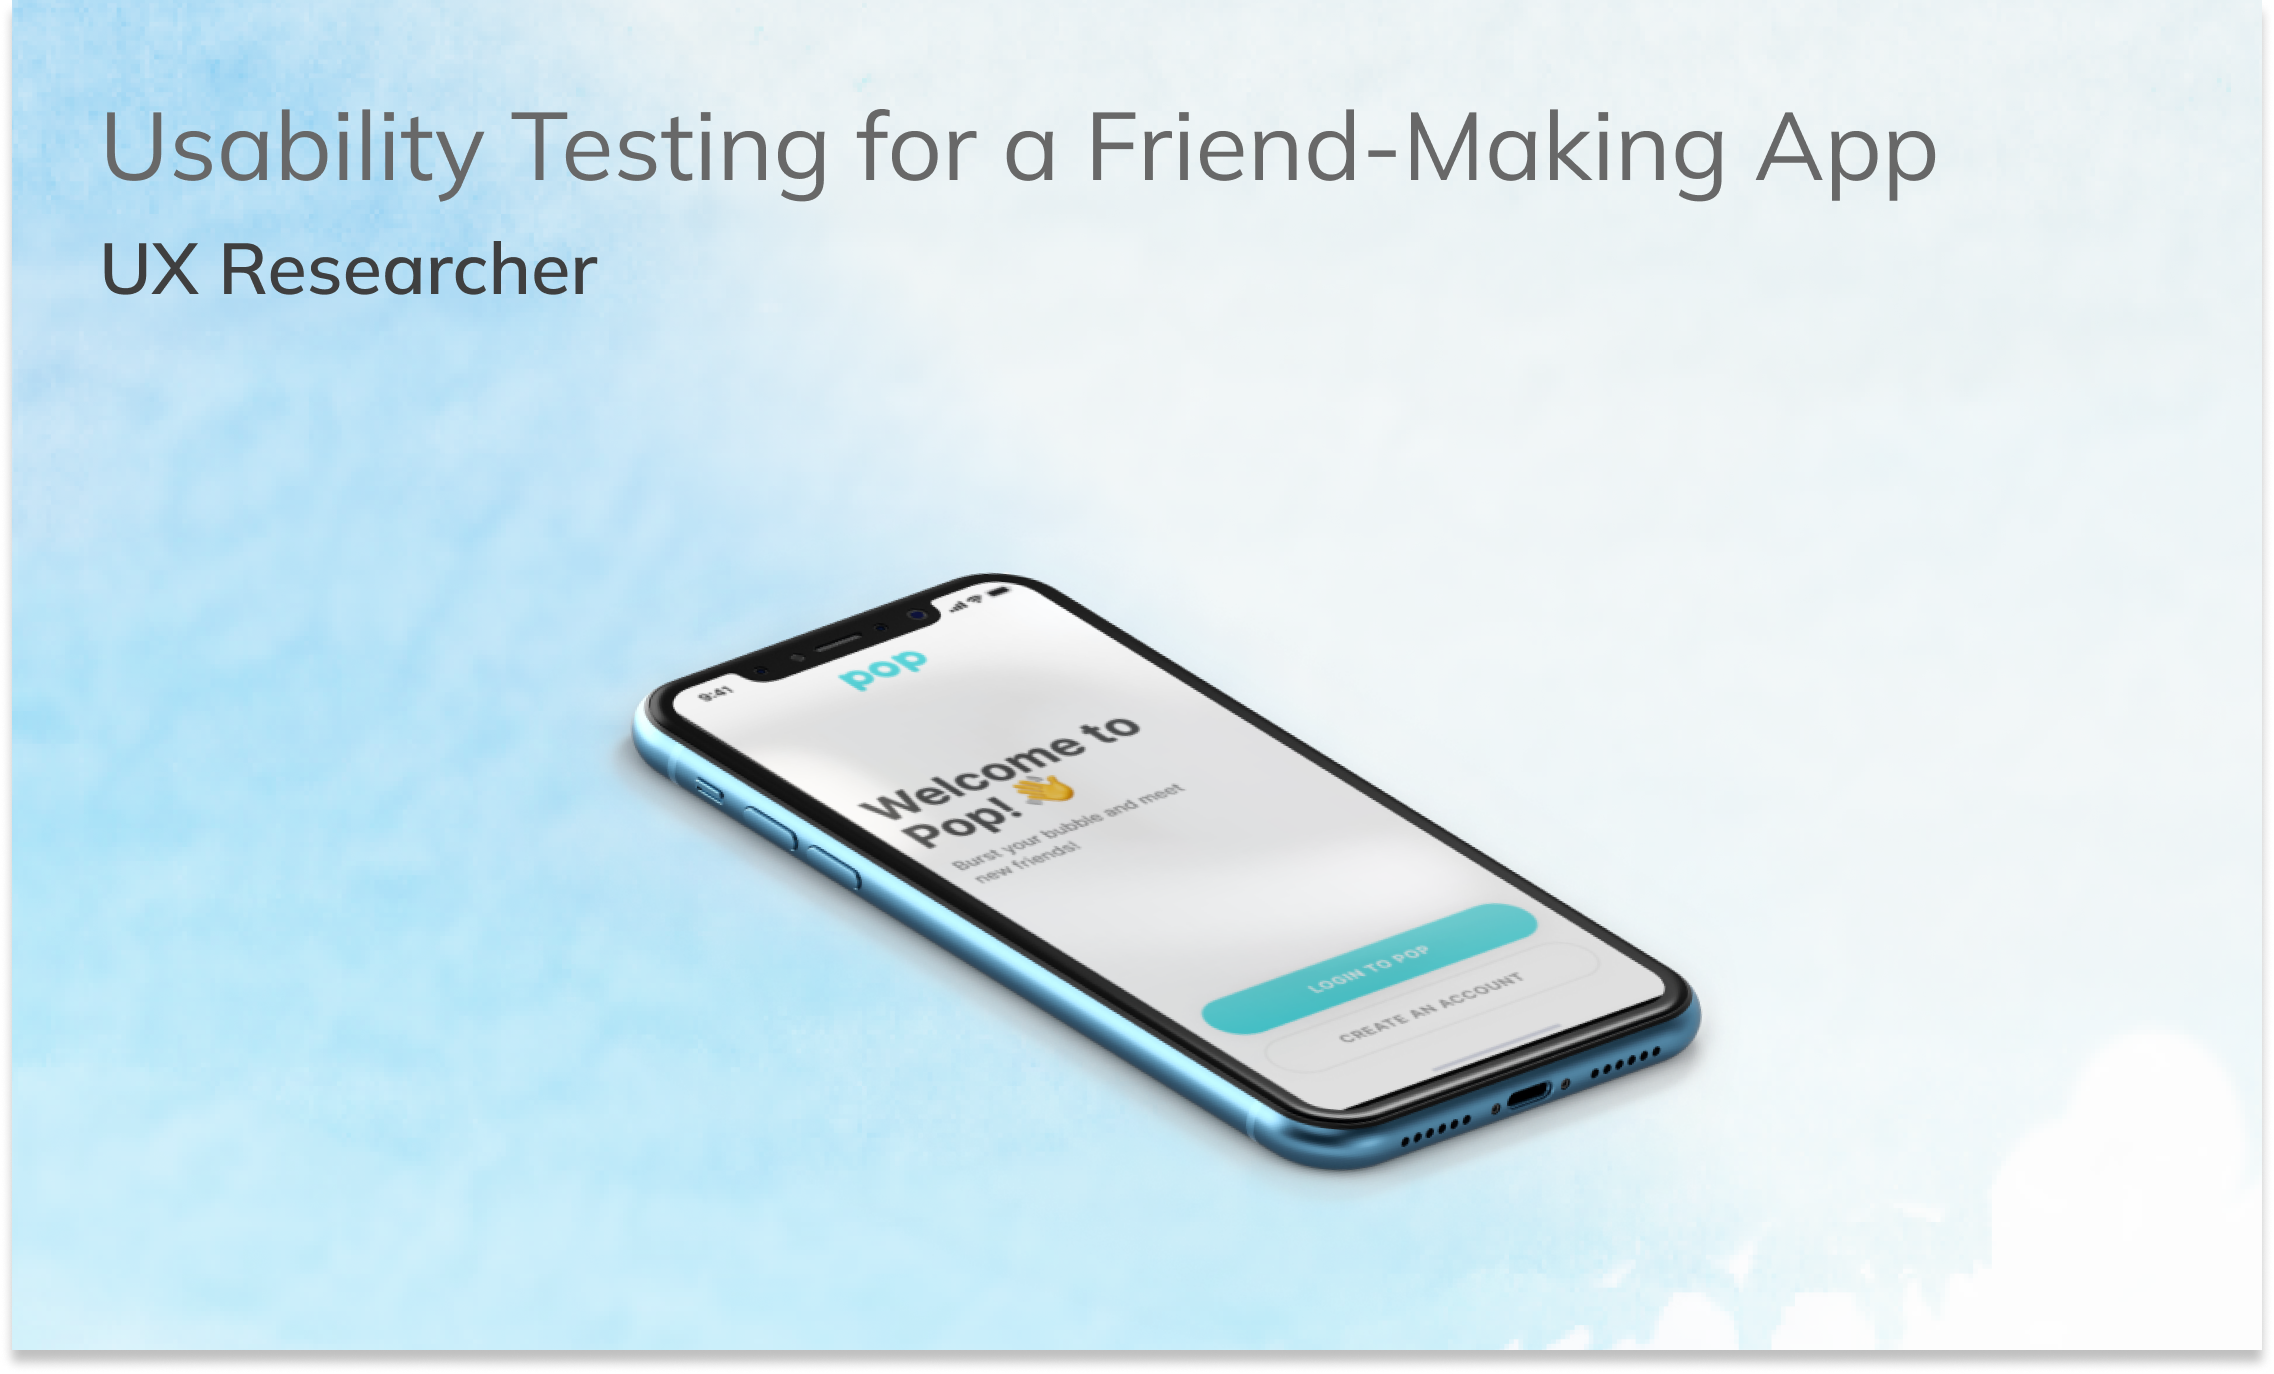 Usability Testing for a Friend-Making App
UX Researcher
9:41
pop
Welcome to
Pop! 👋
Burst your bubble and meet
new friends!
LOGIN TO POP
CREATE AN ACCOUNT